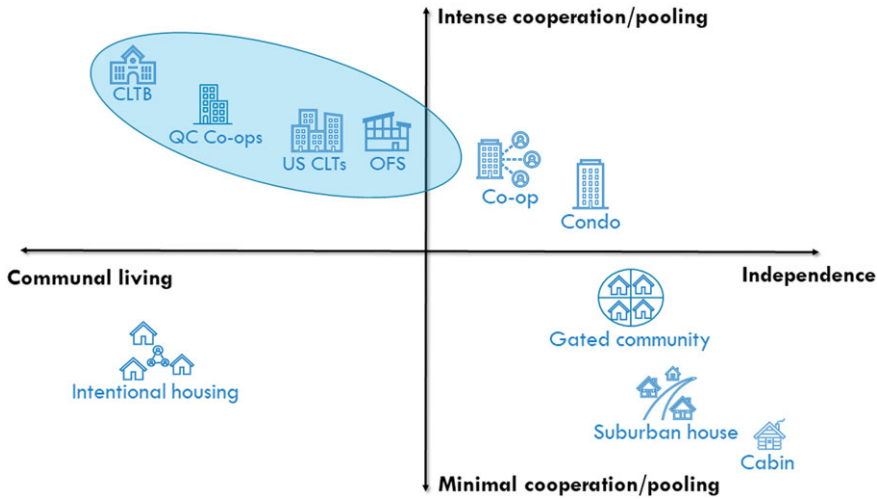 Intense cooperation/pooling
CLTB
QC Co-ops
US CLTs
OFS
Co-op
Condo
Communal living
Independence
Gated community
Intentional housing
Suburban house
Cabin
Minimal cooperation/pooling